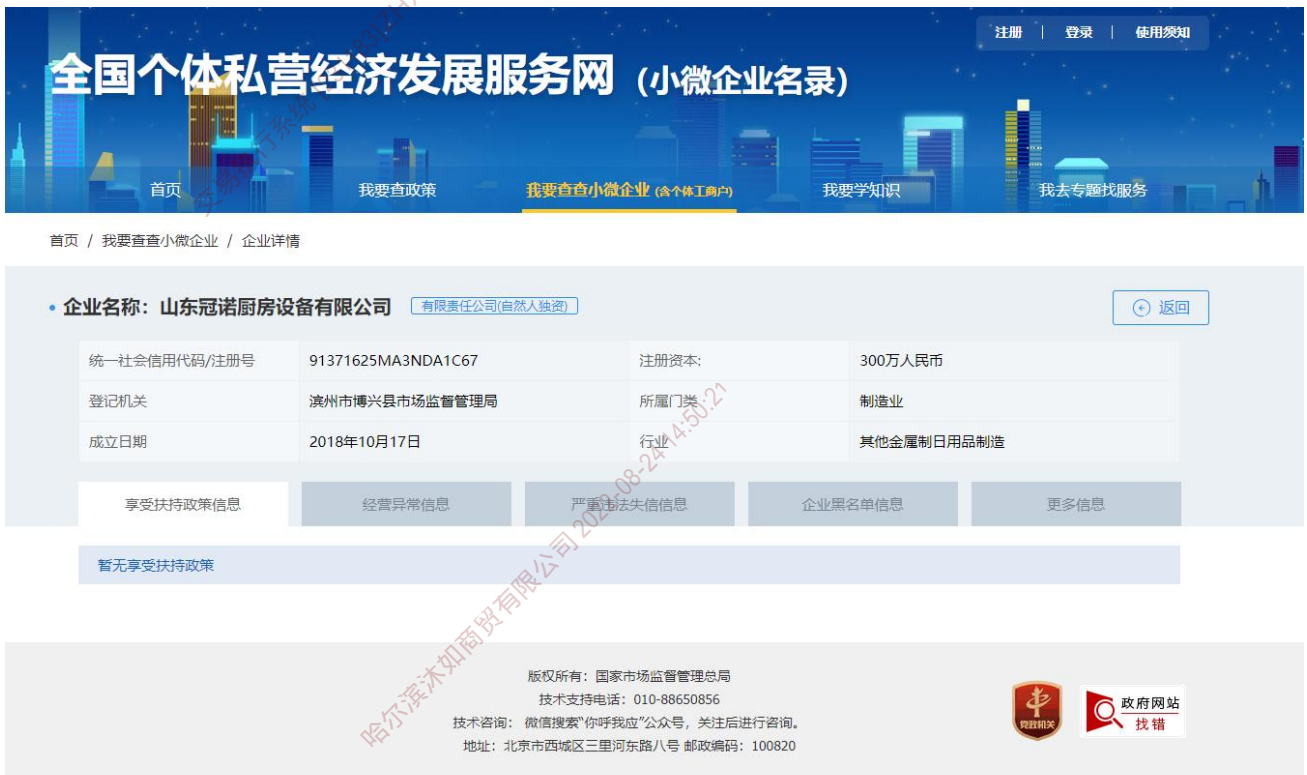 注册 | 登录 | 使用须知
全国个体私营经济发展服务网（小微企业名录）
首页 我要查政策 我要查查小微企业 (含个体工商户) 我要学知识 我去专题找服务
首页 / 我要查查小微企业 / 企业详情
• 企业名称：山东冠诺厨房设备有限公司 有限责任公司(自然人独资) 返回
统一社会信用代码/注册号 91371625MA3NDA1C67 注册资本: 300万人民币
登记机关 滨州市博兴县市场监督管理局 所属门类 制造业
成立日期 2018年10月17日 行业 其他金属制日用品制造
享受扶持政策信息 经营异常信息 严重违法失信信息 企业黑名单信息 更多信息
暂无享受扶持政策
版权所有：国家市场监督管理总局
技术支持电话：010-88650856
技术咨询： 微信搜索“你呼我应”公众号，关注后进行咨询。
地址：北京市西城区三里河东路八号 邮政编码：100820
党政机关
政府网站
找错
哈尔滨沐如商贸有限公司
14:50:21